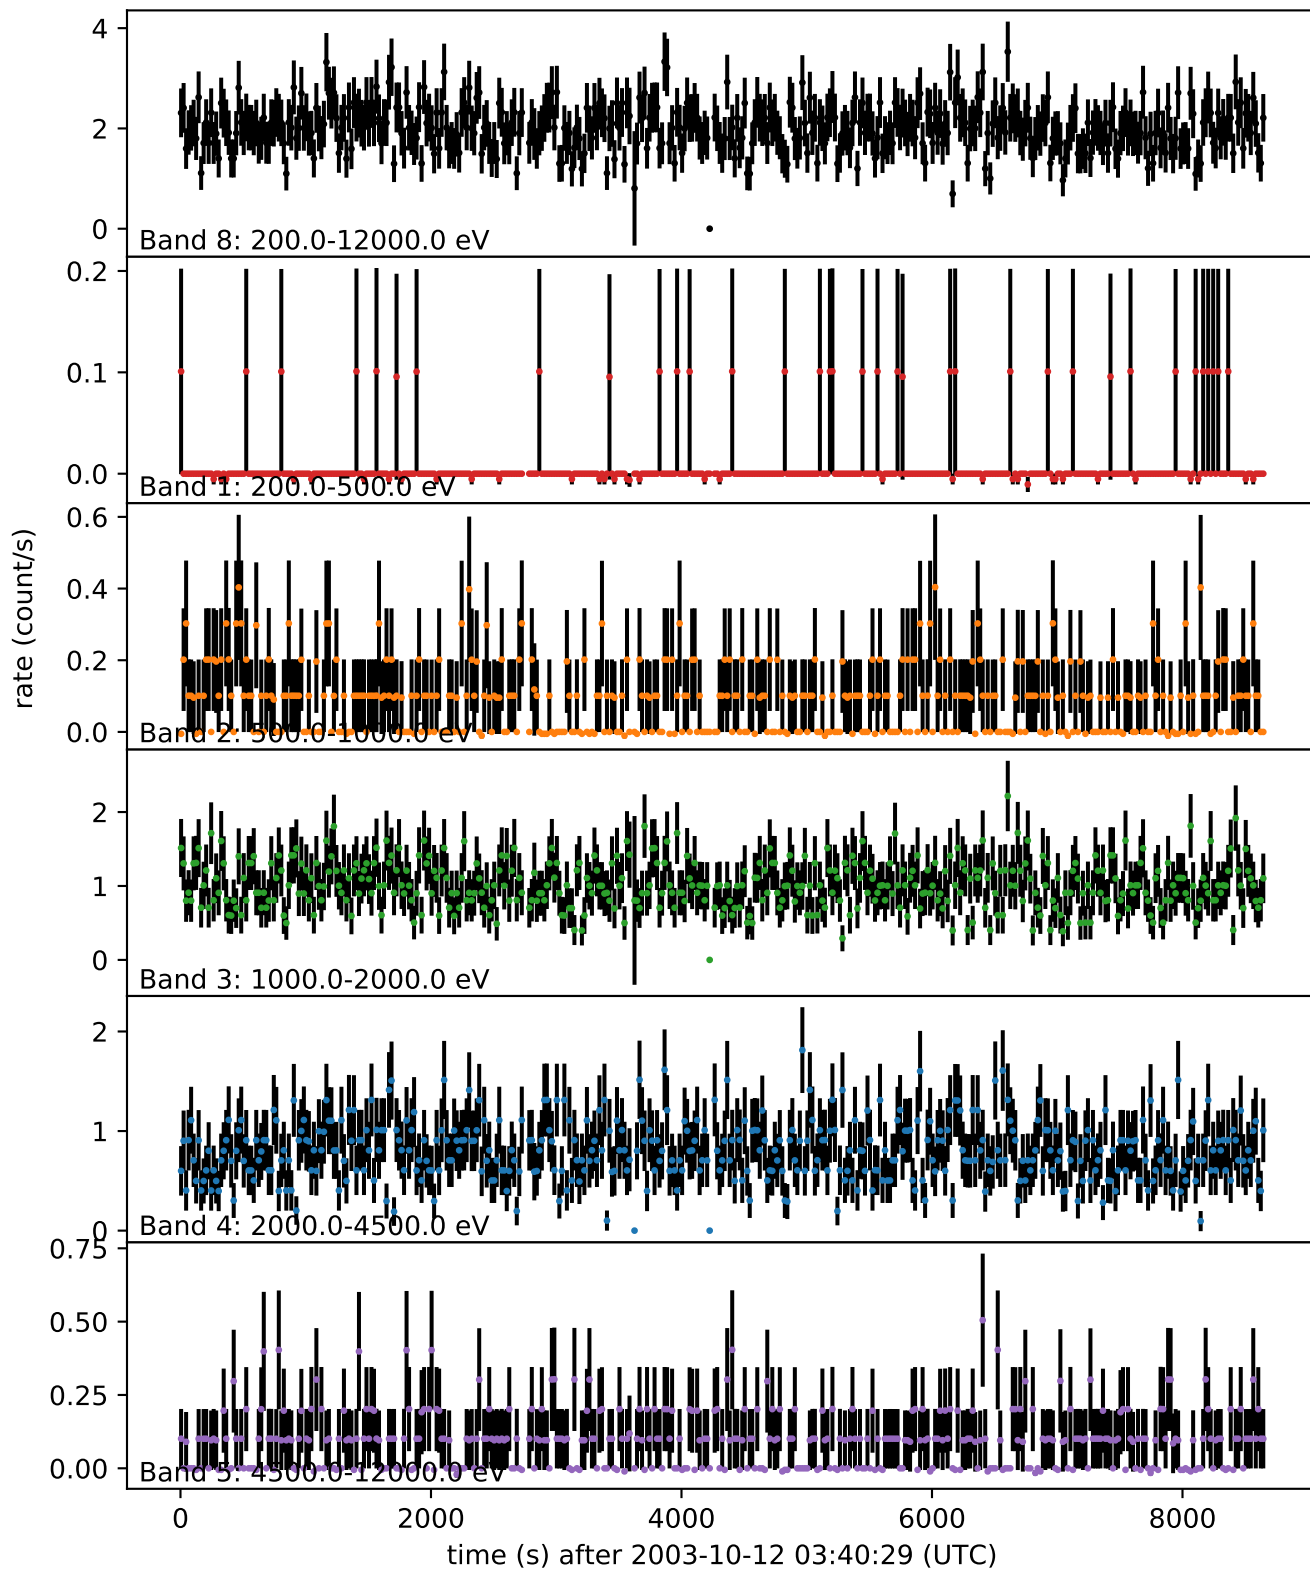 4
2
0
Band 8: 200.0-12000.0 eV
0.2
0.1
0.0
Band 1: 200.0-500.0 eV
0.6
0.4
0.2
0.0
Band 2: 500.0-1000.0 eV
rate (count/s)
2
1
0
Band 3: 1000.0-2000.0 eV
2
1
0
Band 4: 2000.0-4500.0 eV
0.75
0.50
0.25
0.00
Band 5: 4500.0-12000.0 eV
0 2000 4000 6000 8000
time (s) after 2003-10-12 03:40:29 (UTC)